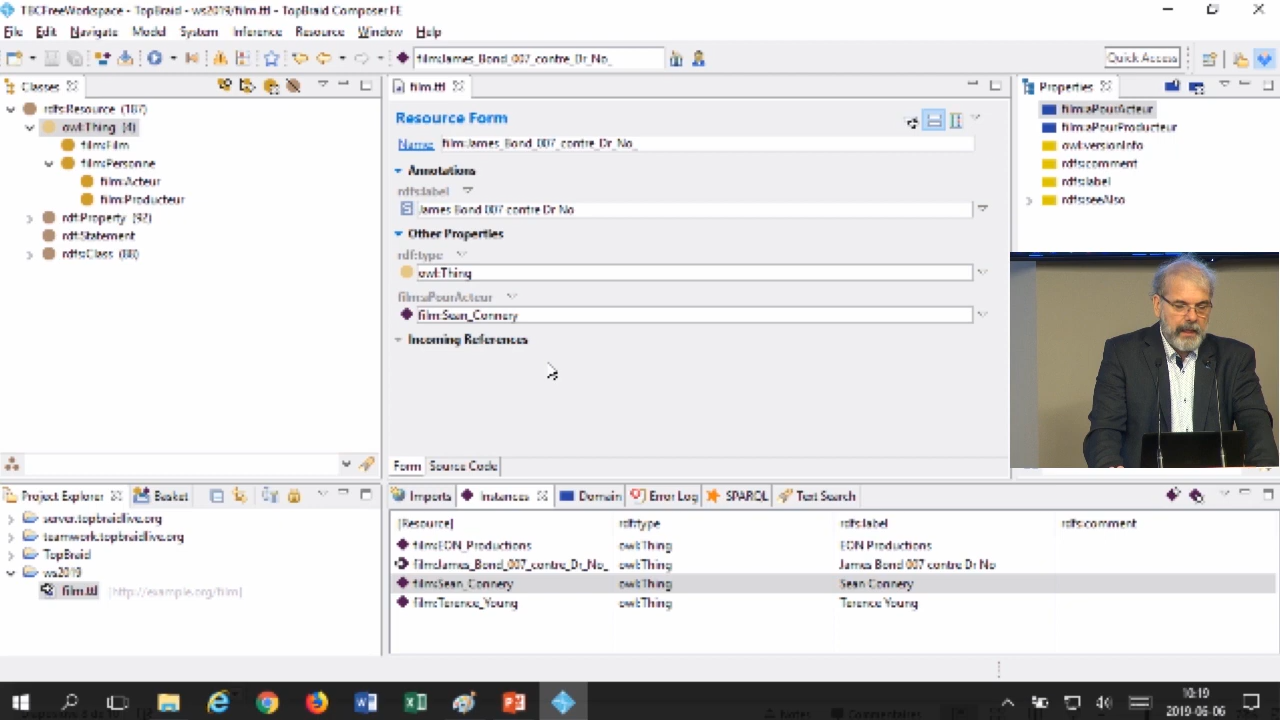 TBCFreeWorkspace - TopBraid - ws2019/film.ttl - TopBraid Composer FE
File Edit Navigate Model System Inference Resource Window Help
film:James_Bond_007_contre_Dr_No_
Quick Access
Classes
rdfs:Resource (187)
owl:Thing (4)
film:Film
film:Personne
film:Acteur
film:Producteur
rdf:Property (92)
rdf:Statement
rdfs:Class (88)
film.ttl
Resource Form
Name: film:James_Bond_007_contre_Dr_No_
Annotations
rdfs:label
James Bond 007 contre Dr No
Other Properties
rdf:type
owl:Thing
film:aPourActeur
film:Sean_Connery
Incoming References
Form Source Code
Properties
film:aPourActeur
film:aPourProducteur
owl:versionInfo
rdfs:comment
rdfs:label
rdfs:seeAlso
Project Explorer Basket
server.topbraidlive.org
teamwork.topbraidlive.org
TopBraid
ws2019
film.ttl [http://example.org/film]
Imports Instances Domain Error Log SPARQL Text Search
[Resource] rdf:type rdfs:label rdfs:comment
film:EON_Productions owl:Thing EON Productions
film:James_Bond_007_contre_Dr_No_ owl:Thing James Bond 007 contre Dr No
film:Sean_Connery owl:Thing Sean Connery
film:Terence_Young owl:Thing Terence Young
10:19
2019-06-06